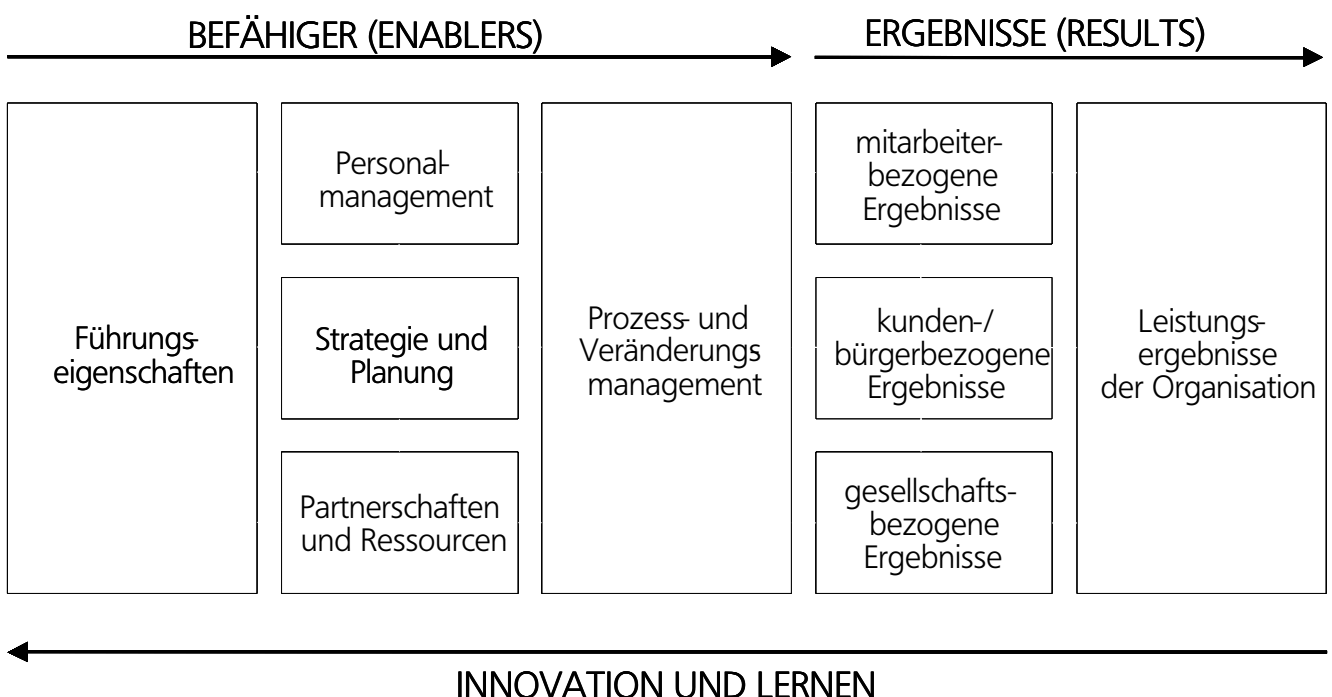 BEFÄHIGER (ENABLERS)
ERGEBNISSE (RESULTS)
Führungs-
eigenschaften
Personal-
management
Strategie und
Planung
Partnerschaften
und Ressourcen
Prozess- und
Veränderungs
management
mitarbeiter-
bezogene
Ergebnisse
kunden-/
bürgerbezogene
Ergebnisse
gesellschafts-
bezogene
Ergebnisse
Leistungs-
ergebnisse
der Organisation
INNOVATION UND LERNEN